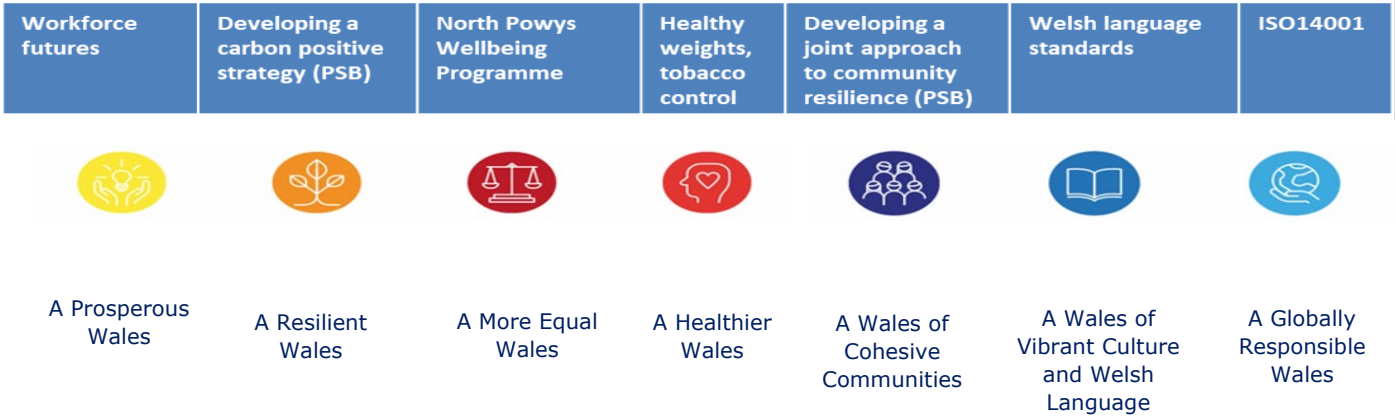 Workforce
futures
Developing a
carbon positive
strategy (PSB)
North Powys
Wellbeing
Programme
Healthy
weights,
tobacco
control
Developing a
joint approach
to community
resilience (PSB)
Welsh language
standards
ISO14001
A Prosperous
Wales
A Resilient
Wales
A More Equal
Wales
A Healthier
Wales
A Wales of
Cohesive
Communities
A Wales of
Vibrant Culture
and Welsh
Language
A Globally
Responsible
Wales